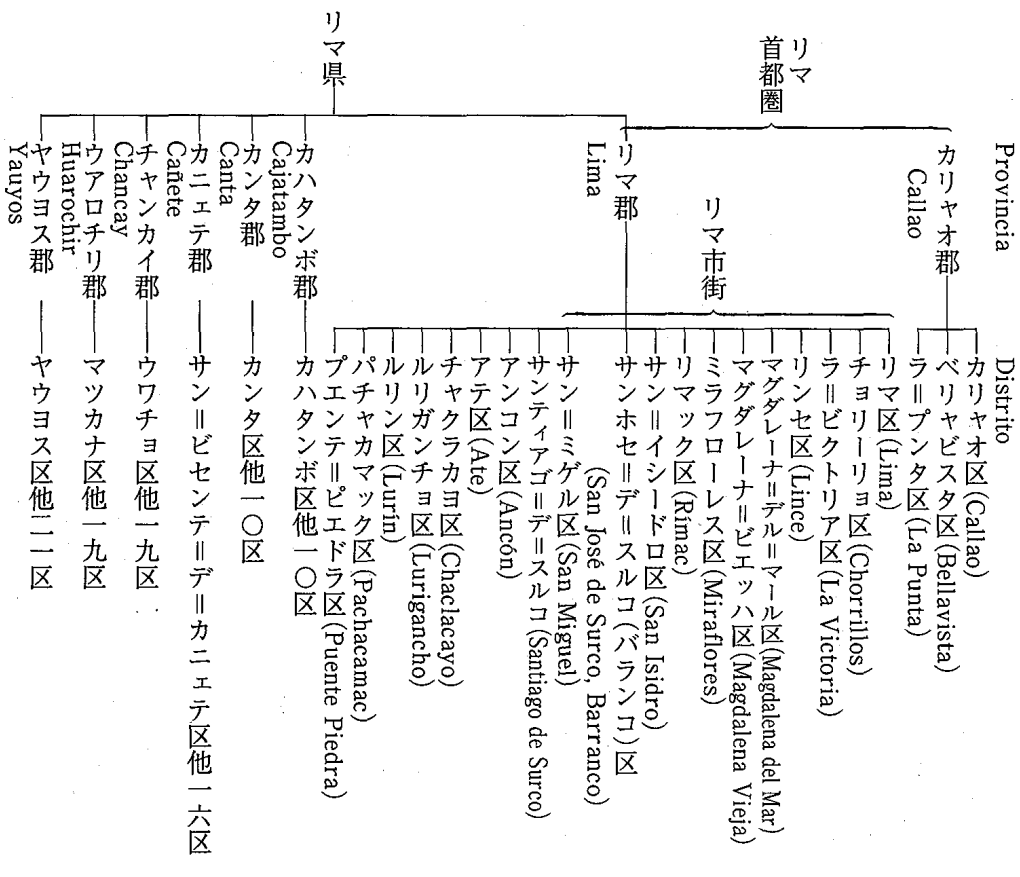 Provincia
Distrito
リマ
首都圏
カリャオ郡
Callao
カリャオ区(Callao)
ベリャビスタ区(Bellavista)
ラ=プンタ区(La Punta)
リマ県
リマ郡
Lima
リマ市街
リマ区(Lima)
チョリーリョ区(Chorrillos)
ラ=ビクトリア区(La Victoria)
リンセ区(Lince)
マグダレーナ=デル=マール区(Magdalena del Mar)
マグダレーナ=ビエッハ区(Magdalena Vieja)
ミラフローレス区(Miraflores)
リマック区(Rímac)
サン=イシードロ区(San Isidro)
サンホセ=デ=スルコ(バランコ)区
(San José de Surco, Barranco)
サン=ミゲル区(San Miguel)
サンティアゴ=デ=スルコ(Santiago de Surco)
アンコン区(Ancón)
アテ区(Ate)
チャクラカヨ区(Chaclacayo)
ルリガンチョ区(Lurigancho)
ルリン区(Lurín)
パチャカマック区(Pachacamac)
プエンテ=ピエドラ区(Puente Piedra)
カハタンボ郡
Cajatambo
カハタンボ区他一〇区
カンタ郡
Canta
カンタ区他一〇区
カニェテ郡
Cañete
サン=ビセンテ=デ=カニェテ区他一六区
チャンカイ郡
Chancay
ウワチョ区他一九区
ウアロチリ郡
Huarochir
マツカナ区他一九区
ヤウヨス郡
Yauyos
ヤウヨス区他二一区